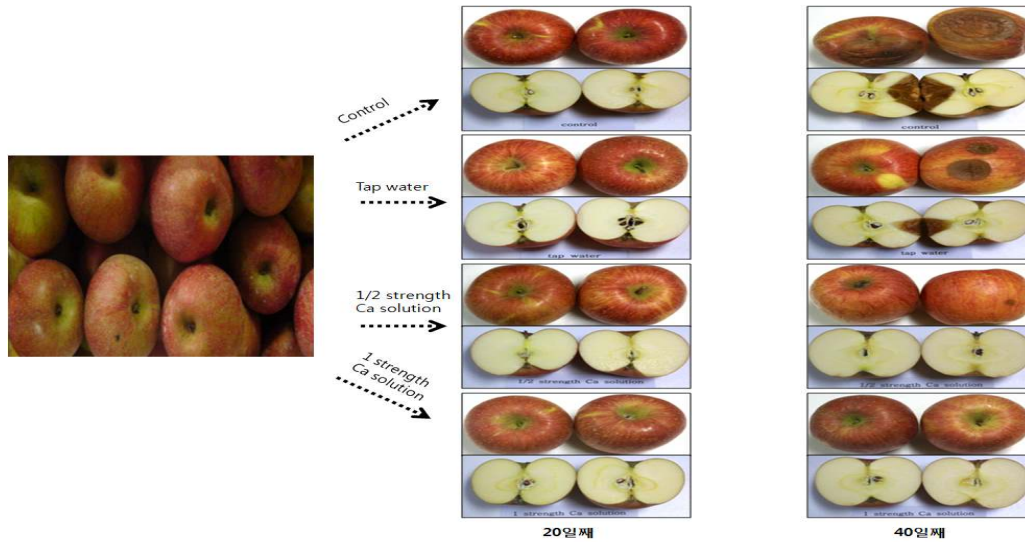 Control
control
control
Tap water
tap water
tap water
1/2 strength
Ca solution
1/2 strength Ca solution
1/2 strength Ca solution
1 strength
Ca solution
1 strength Ca solution
1 strength Ca solution
20일째
40일째